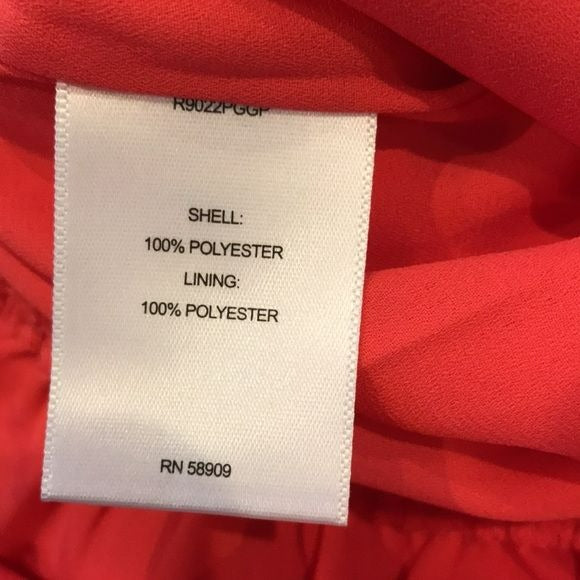 R9022PGGP
SHELL:
100% POLYESTER
LINING:
100% POLYESTER
RN 58909